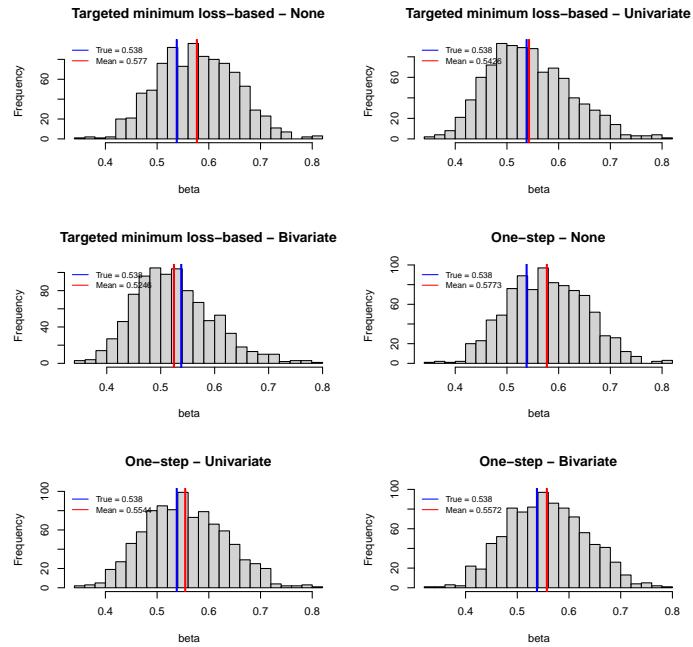 Targeted minimum loss−based − None
Frequency
0 20 60
True = 0.538
Mean = 0.577
0.4 0.5 0.6 0.7 0.8
beta
Targeted minimum loss−based − Univariate
Frequency
0 20 60
True = 0.538
Mean = 0.5426
0.4 0.5 0.6 0.7 0.8
beta
Targeted minimum loss−based − Bivariate
Frequency
0 40 80
True = 0.538
Mean = 0.5246
0.4 0.5 0.6 0.7 0.8
beta
One−step − None
Frequency
0 20 60 100
True = 0.538
Mean = 0.5773
0.4 0.5 0.6 0.7 0.8
beta
One−step − Univariate
Frequency
0 20 60 100
True = 0.538
Mean = 0.5544
0.4 0.5 0.6 0.7 0.8
beta
One−step − Bivariate
Frequency
0 20 60 100
True = 0.538
Mean = 0.5572
0.4 0.5 0.6 0.7 0.8
beta